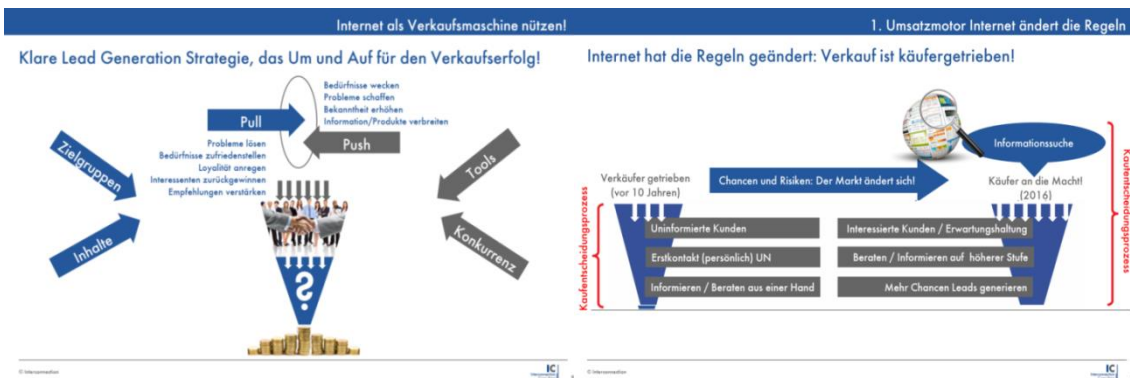 Internet als Verkaufsmaschine nützen!
Klare Lead Generation Strategie, das Um und Auf für den Verkaufserfolg!
Bedürfnisse wecken
Probleme schaffen
Bekanntheit erhöhen
Information/Produkte verbreiten
Pull
Push
Probleme lösen
Bedürfnisse zufriedenstellen
Loyalität anregen
Interessenten zurückgewinnen
Empfehlungen verstärken
Zielgruppen
Inhalte
Tools
Konkurrenz
?
© Interconnection
IC
1. Umsatzmotor Internet ändert die Regeln
Internet hat die Regeln geändert: Verkauf ist käufergetrieben!
Informationssuche
Verkäufer getrieben
(vor 10 Jahren)
Chancen und Risiken: Der Markt ändert sich!
Käufer an die Macht!
(2016)
Kaufentscheidungsprozess
Uninformierte Kunden
Erstkontakt (persönlich) UN
Informieren / Beraten aus einer Hand
Interessierte Kunden / Erwartungshaltung
Beraten / Informieren auf höherer Stufe
Mehr Chancen Leads generieren
Kaufentscheidungsprozess
© Interconnection
IC